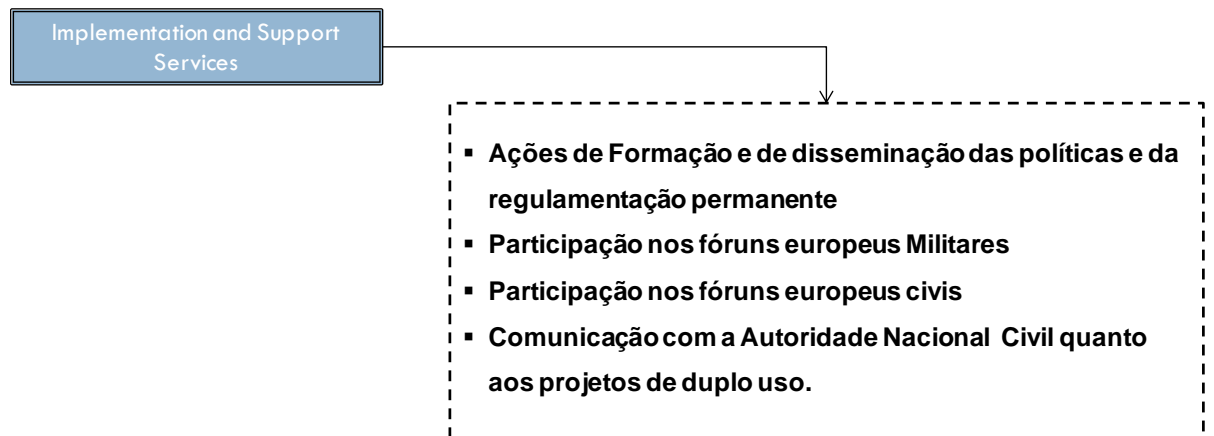 Implementation and Support
Services
▪ Ações de Formação e de disseminação das políticas e da
regulamentação permanente
▪ Participação nos fóruns europeus Militares
▪ Participação nos fóruns europeus civis
▪ Comunicação com a Autoridade Nacional Civil quanto
aos projetos de duplo uso.